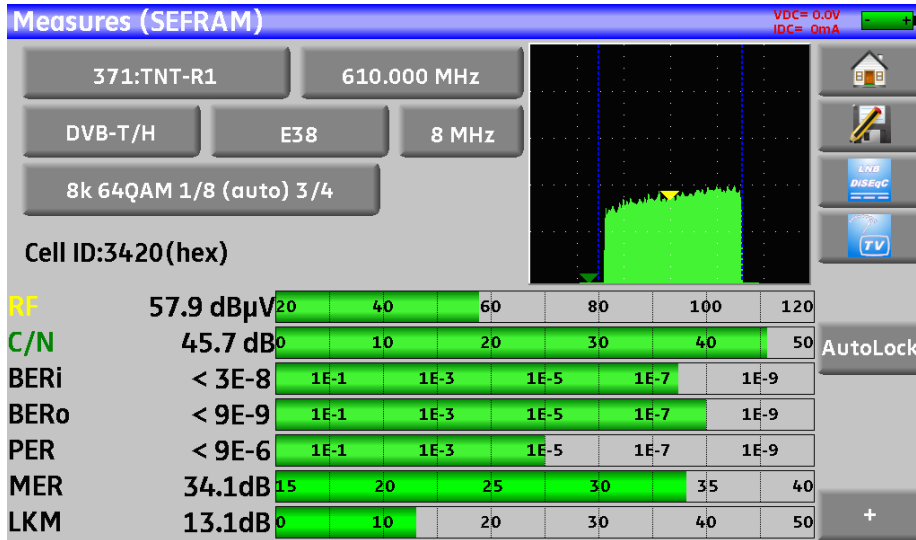 Measures (SEFRAM)
VDC= 0.0V
IDC= 0mA
- +
371:TNT-R1
610.000 MHz
DVB-T/H
E38
8 MHz
8k 64QAM 1/8 (auto) 3/4
LNB
DiSEqC
Cell ID:3420(hex)
TV
RF 57.9 dBµV 20 40 60 80 100 120
C/N 45.7 dB 0 10 20 30 40 50
AutoLock
BERi < 3E-8 1E-1 1E-3 1E-5 1E-7 1E-9
BERo < 9E-9 1E-1 1E-3 1E-5 1E-7 1E-9
PER < 9E-6 1E-1 1E-3 1E-5 1E-7 1E-9
MER 34.1dB 15 20 25 30 35 40
LKM 13.1dB 0 10 20 30 40 50
+